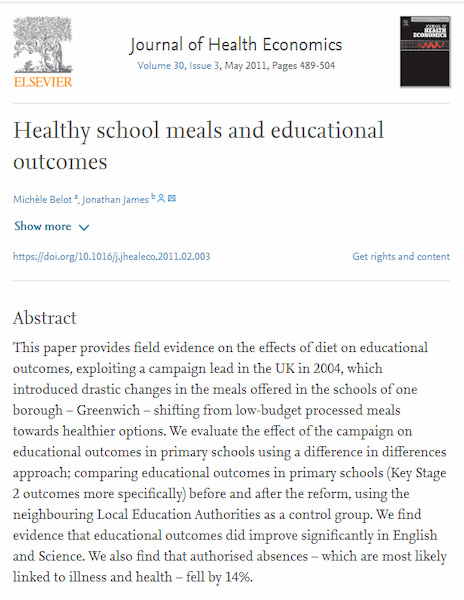 Journal of Health Economics
Volume 30, Issue 3, May 2011, Pages 489-504
ELSEVIER
JOURNAL OF
HEALTH
ECONOMICS
Healthy school meals and educational
outcomes
Michèle Belot a, Jonathan James b
Show more
https://doi.org/10.1016/j.jhealeco.2011.02.003
Get rights and content
Abstract
This paper provides field evidence on the effects of diet on educational
outcomes, exploiting a campaign lead in the UK in 2004, which
introduced drastic changes in the meals offered in the schools of one
borough – Greenwich – shifting from low-budget processed meals
towards healthier options. We evaluate the effect of the campaign on
educational outcomes in primary schools using a difference in differences
approach; comparing educational outcomes in primary schools (Key Stage
2 outcomes more specifically) before and after the reform, using the
neighbouring Local Education Authorities as a control group. We find
evidence that educational outcomes did improve significantly in English
and Science. We also find that authorised absences – which are most likely
linked to illness and health – fell by 14%.